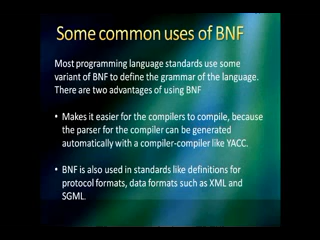 Some common uses of BNF
Most programming language standards use some
variant of BNF to define the grammar of the language.
There are two advantages of using BNF
• Makes it easier for the compilers to compile, because
the parser for the compiler can be generated
automatically with a compiler-compiler like YACC.
• BNF is also used in standards like definitions for
protocol formats, data formats such as XML and
SGML.